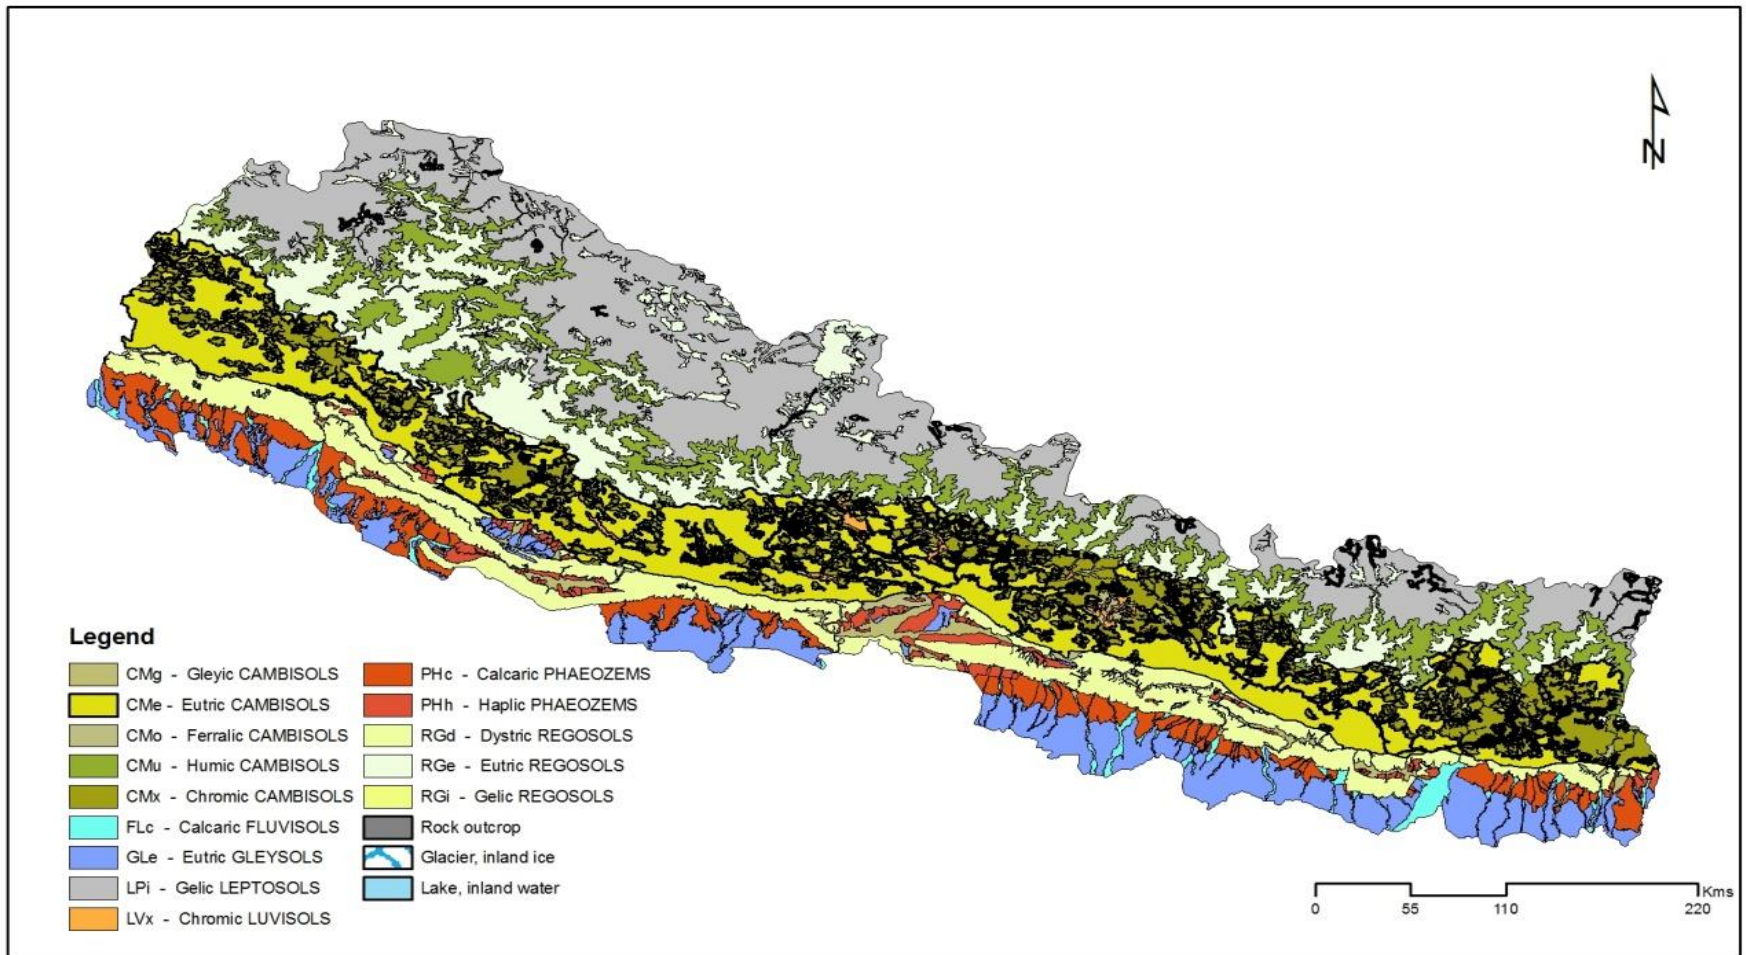 N
Legend
CMg - Gleyic CAMBISOLS
CMe - Eutric CAMBISOLS
CMo - Ferralic CAMBISOLS
CMu - Humic CAMBISOLS
CMx - Chromic CAMBISOLS
FLc - Calcaric FLUVISOLS
GLe - Eutric GLEYSOLS
LPi - Gelic LEPTOSOLS
LVx - Chromic LUVISOLS
PHc - Calcaric PHAEOZEMS
PHh - Haplic PHAEOZEMS
RGd - Dystric REGOSOLS
RGe - Eutric REGOSOLS
RGi - Gelic REGOSOLS
Rock outcrop
Glacier, inland ice
Lake, inland water
Kms
0 55 110 220